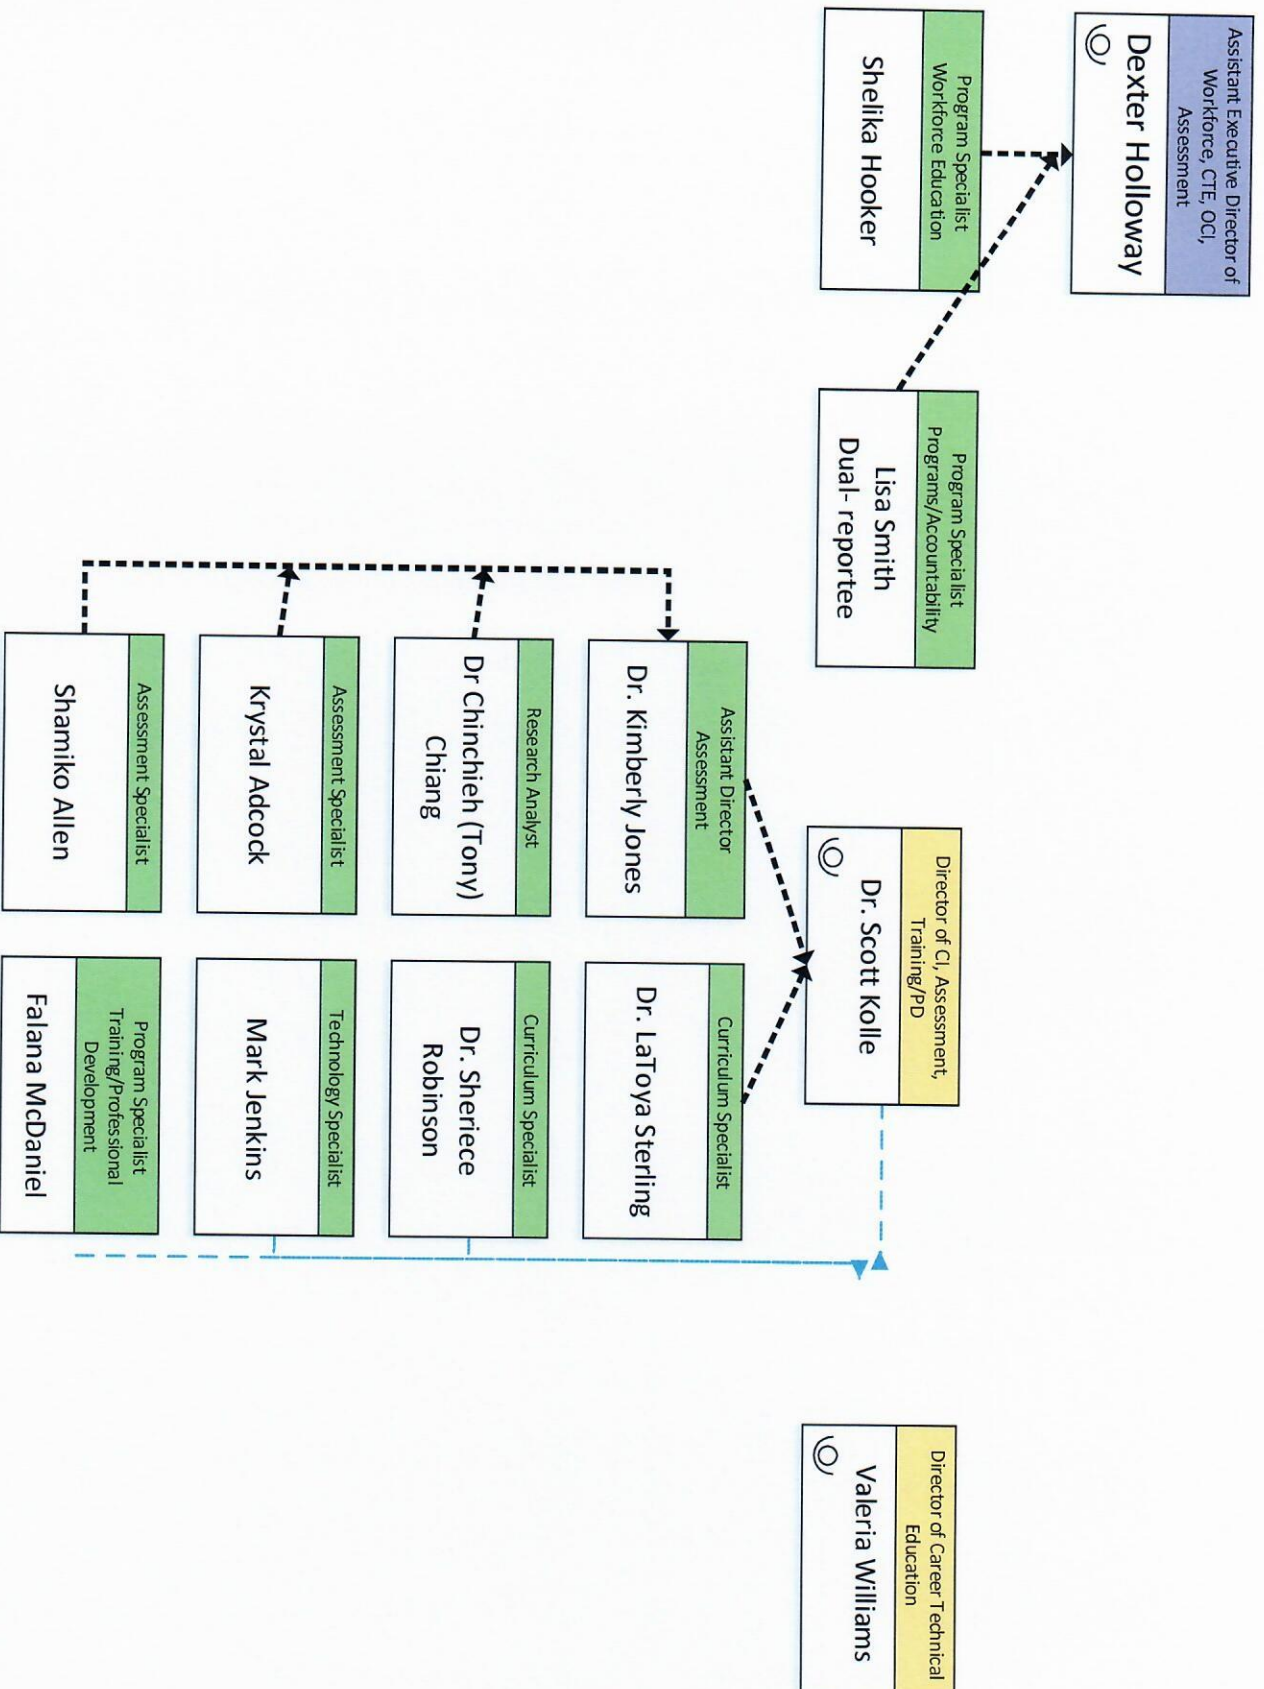 Assistant Executive Director of
Workforce, CTE, OCI,
Assessment
Dexter Holloway
Program Specialist
Workforce Education
Shelika Hooker
Program Specialist
Programs/Accountability
Lisa Smith
Dual- reportee
Director of CI, Assessment,
Training/PD
Dr. Scott Kolle
Director of Career Technical
Education
Valeria Williams
Assistant Director
Assessment
Dr. Kimberly Jones
Curriculum Specialist
Dr. LaToya Sterling
Research Analyst
Dr Chinchieh (Tony)
Chiang
Curriculum Specialist
Dr. Sheriece
Robinson
Assessment Specialist
Krystal Adcock
Technology Specialist
Mark Jenkins
Assessment Specialist
Shamiko Allen
Program Specialist
Training/Professional
Development
Falana McDaniel